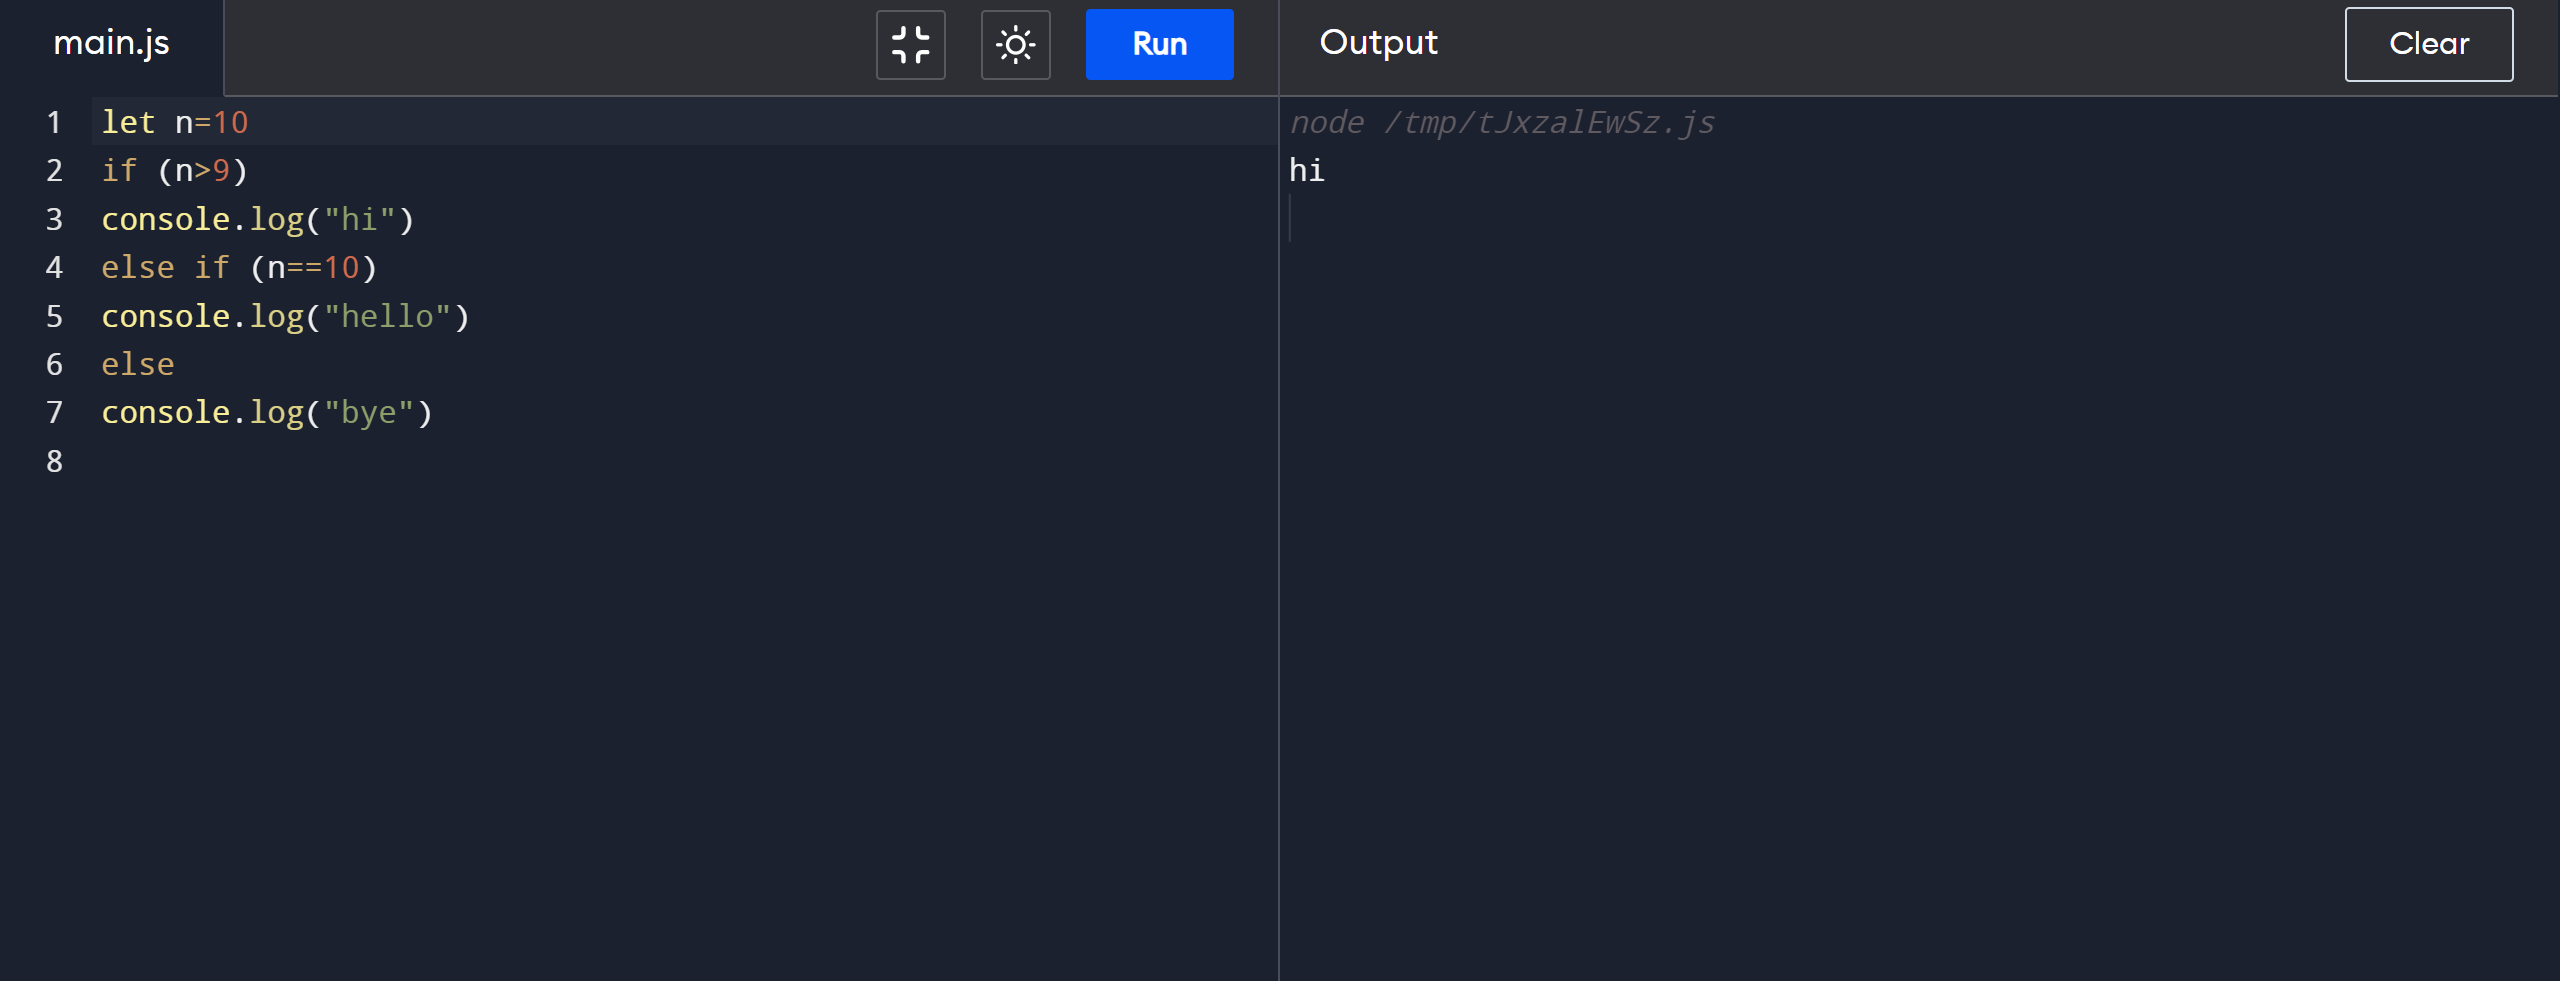 main.js
Run
Output
Clear
1 let n=10
2 if (n>9)
3 console.log("hi")
4 else if (n==10)
5 console.log("hello")
6 else
7 console.log("bye")
8
node /tmp/tJxzalEwSz.js
hi